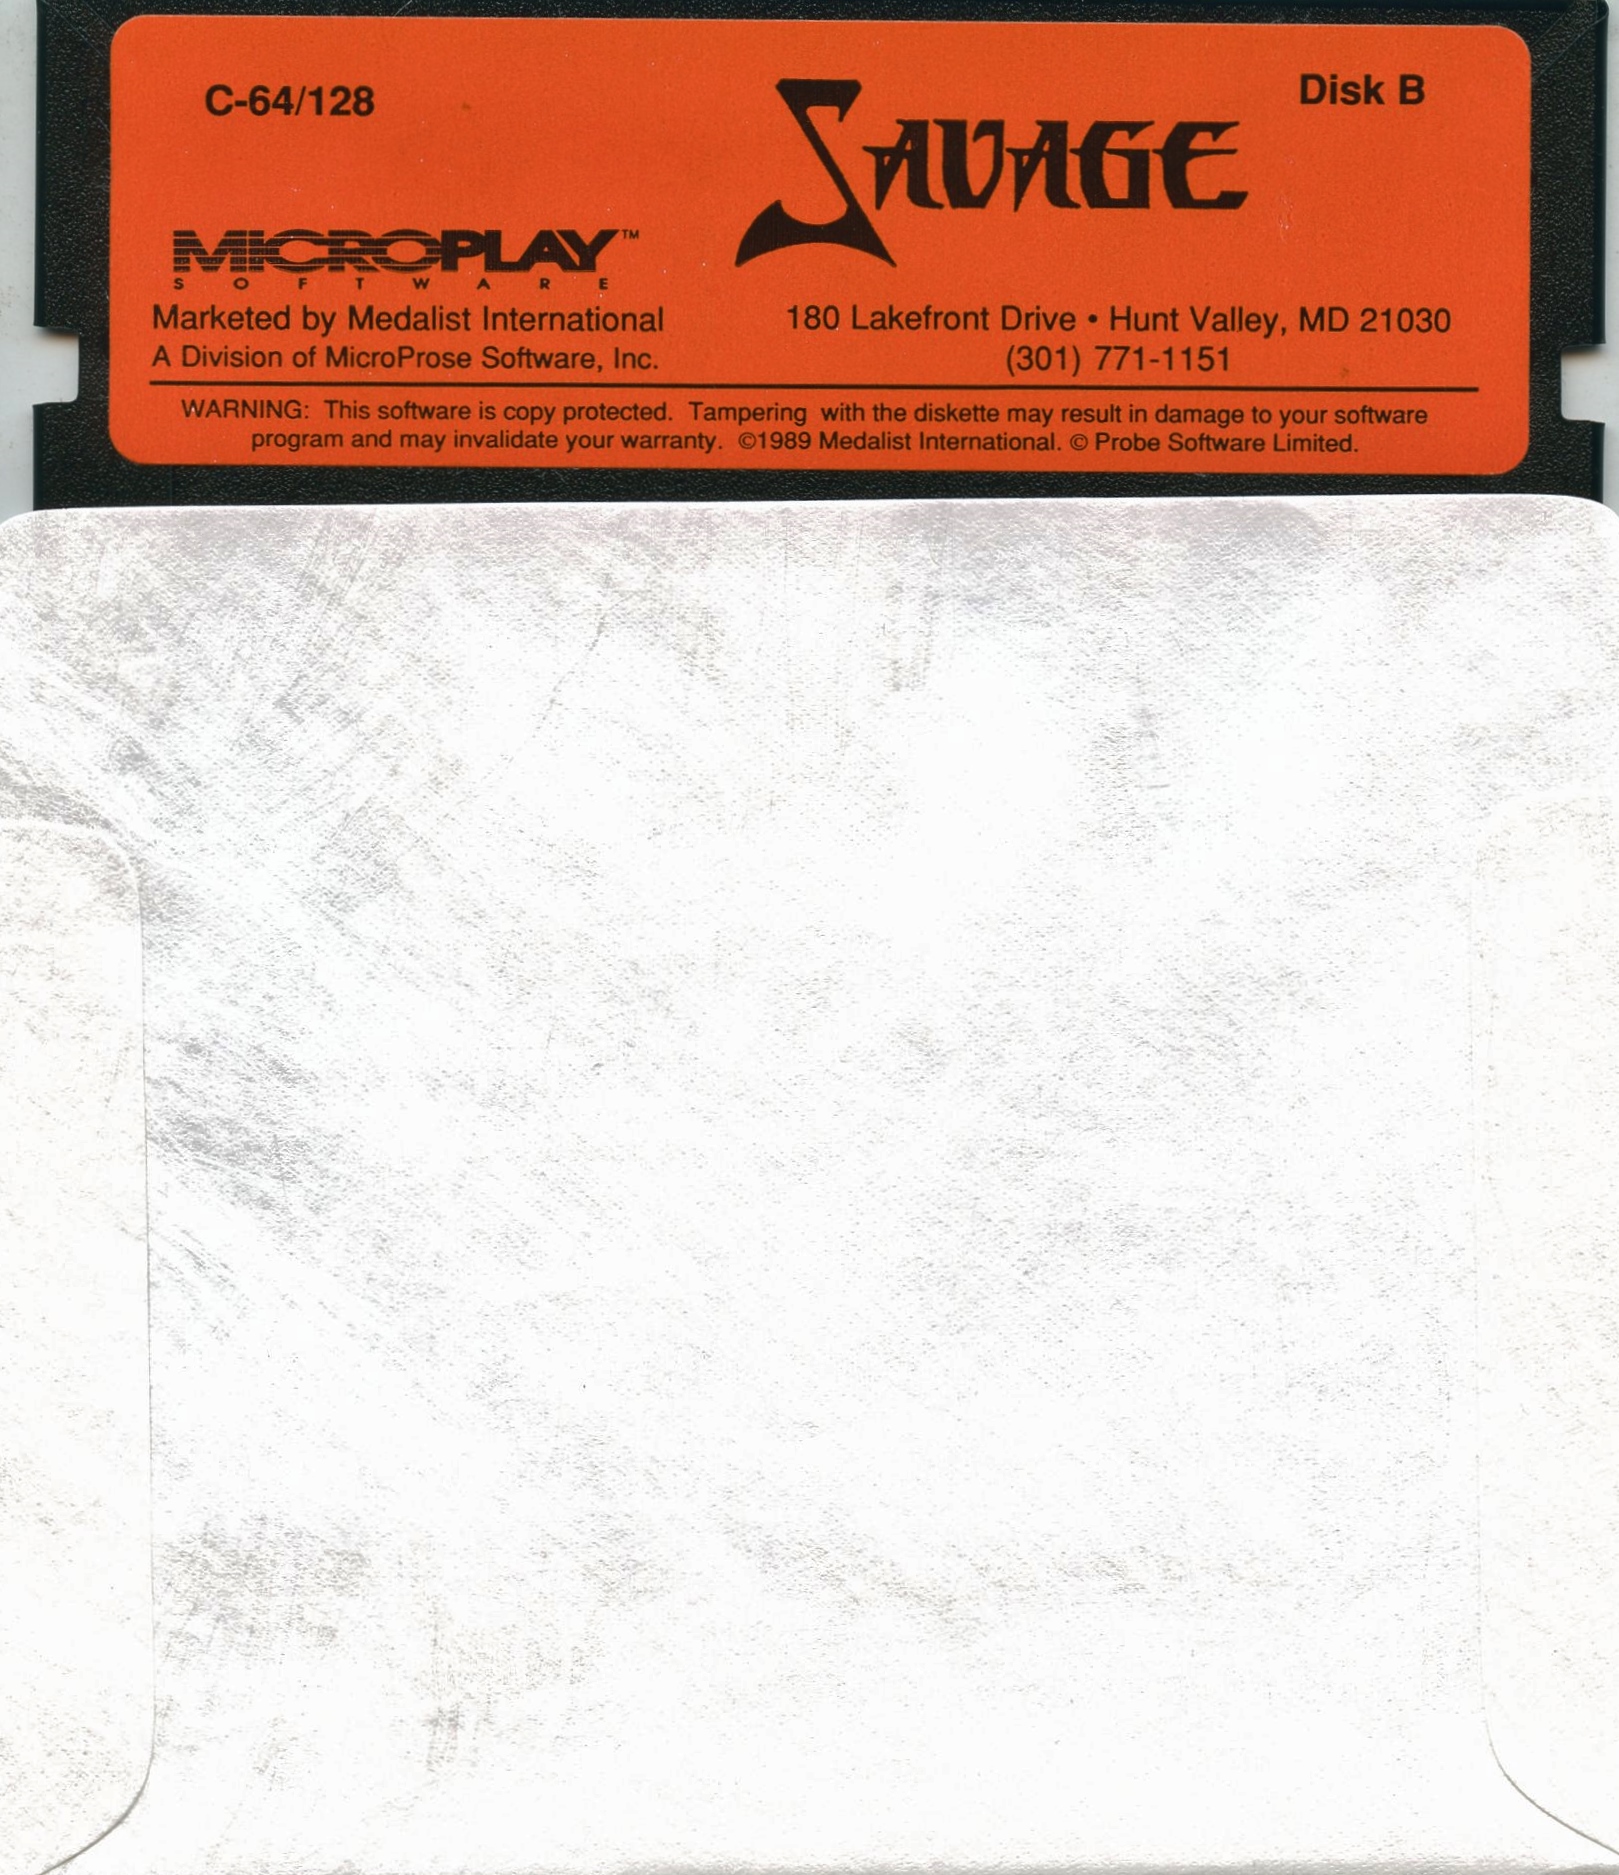 C-64/128
SAVAGE
Disk B
MICROPLAY™
SOFTWARE
Marketed by Medalist International
A Division of MicroProse Software, Inc.
180 Lakefront Drive • Hunt Valley, MD 21030
(301) 771-1151
WARNING: This software is copy protected. Tampering with the diskette may result in damage to your software
program and may invalidate your warranty. ©1989 Medalist International. © Probe Software Limited.